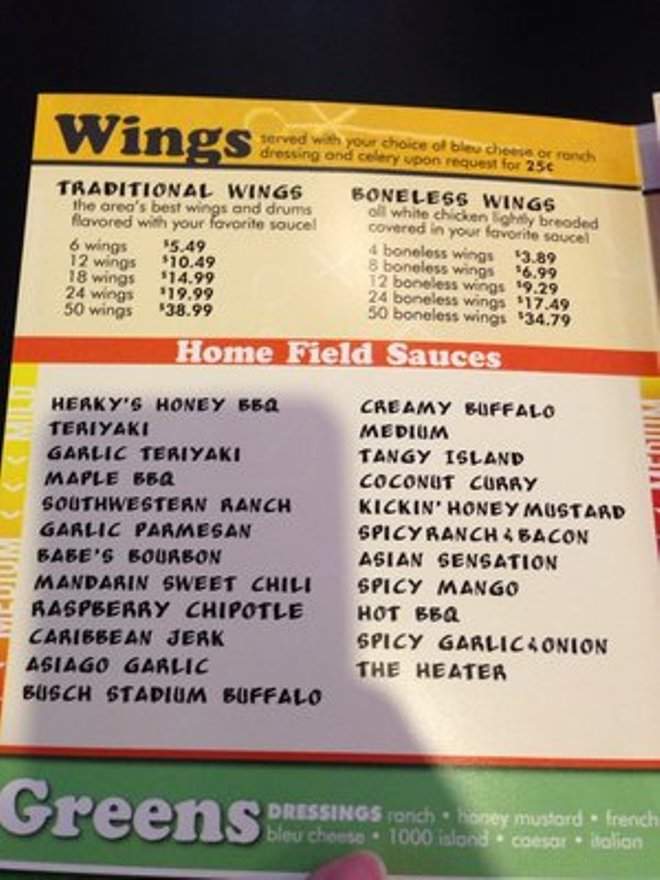 Wings served with your choice of bleu cheese or ranch
dressing and celery upon request for 25¢
TRADITIONAL WINGS
the area's best wings and drums
flavored with your favorite sauce!
6 wings $5.49
12 wings $10.49
18 wings $14.99
24 wings $19.99
50 wings $38.99
BONELESS WINGS
all white chicken lightly breaded
covered in your favorite sauce!
4 boneless wings $3.89
8 boneless wings $6.99
12 boneless wings $9.29
24 boneless wings $17.49
50 boneless wings $34.79
Home Field Sauces
MEDIUM < < < MILD
HERKY'S HONEY BBQ
TERIYAKI
GARLIC TERIYAKI
MAPLE BBQ
SOUTHWESTERN RANCH
GARLIC PARMESAN
BABE'S BOURBON
MANDARIN SWEET CHILI
RASPBERRY CHIPOTLE
CARIBBEAN JERK
ASIAGO GARLIC
BUSCH STADIUM BUFFALO
CREAMY BUFFALO
MEDIUM
TANGY ISLAND
COCONUT CURRY
KICKIN' HONEY MUSTARD
SPICY RANCH & BACON
ASIAN SENSATION
SPICY MANGO
HOT BBQ
SPICY GARLIC & ONION
THE HEATER
MEDIUM
Greens DRESSINGS ranch • honey mustard • french
bleu cheese • 1000 island • caesar • italian